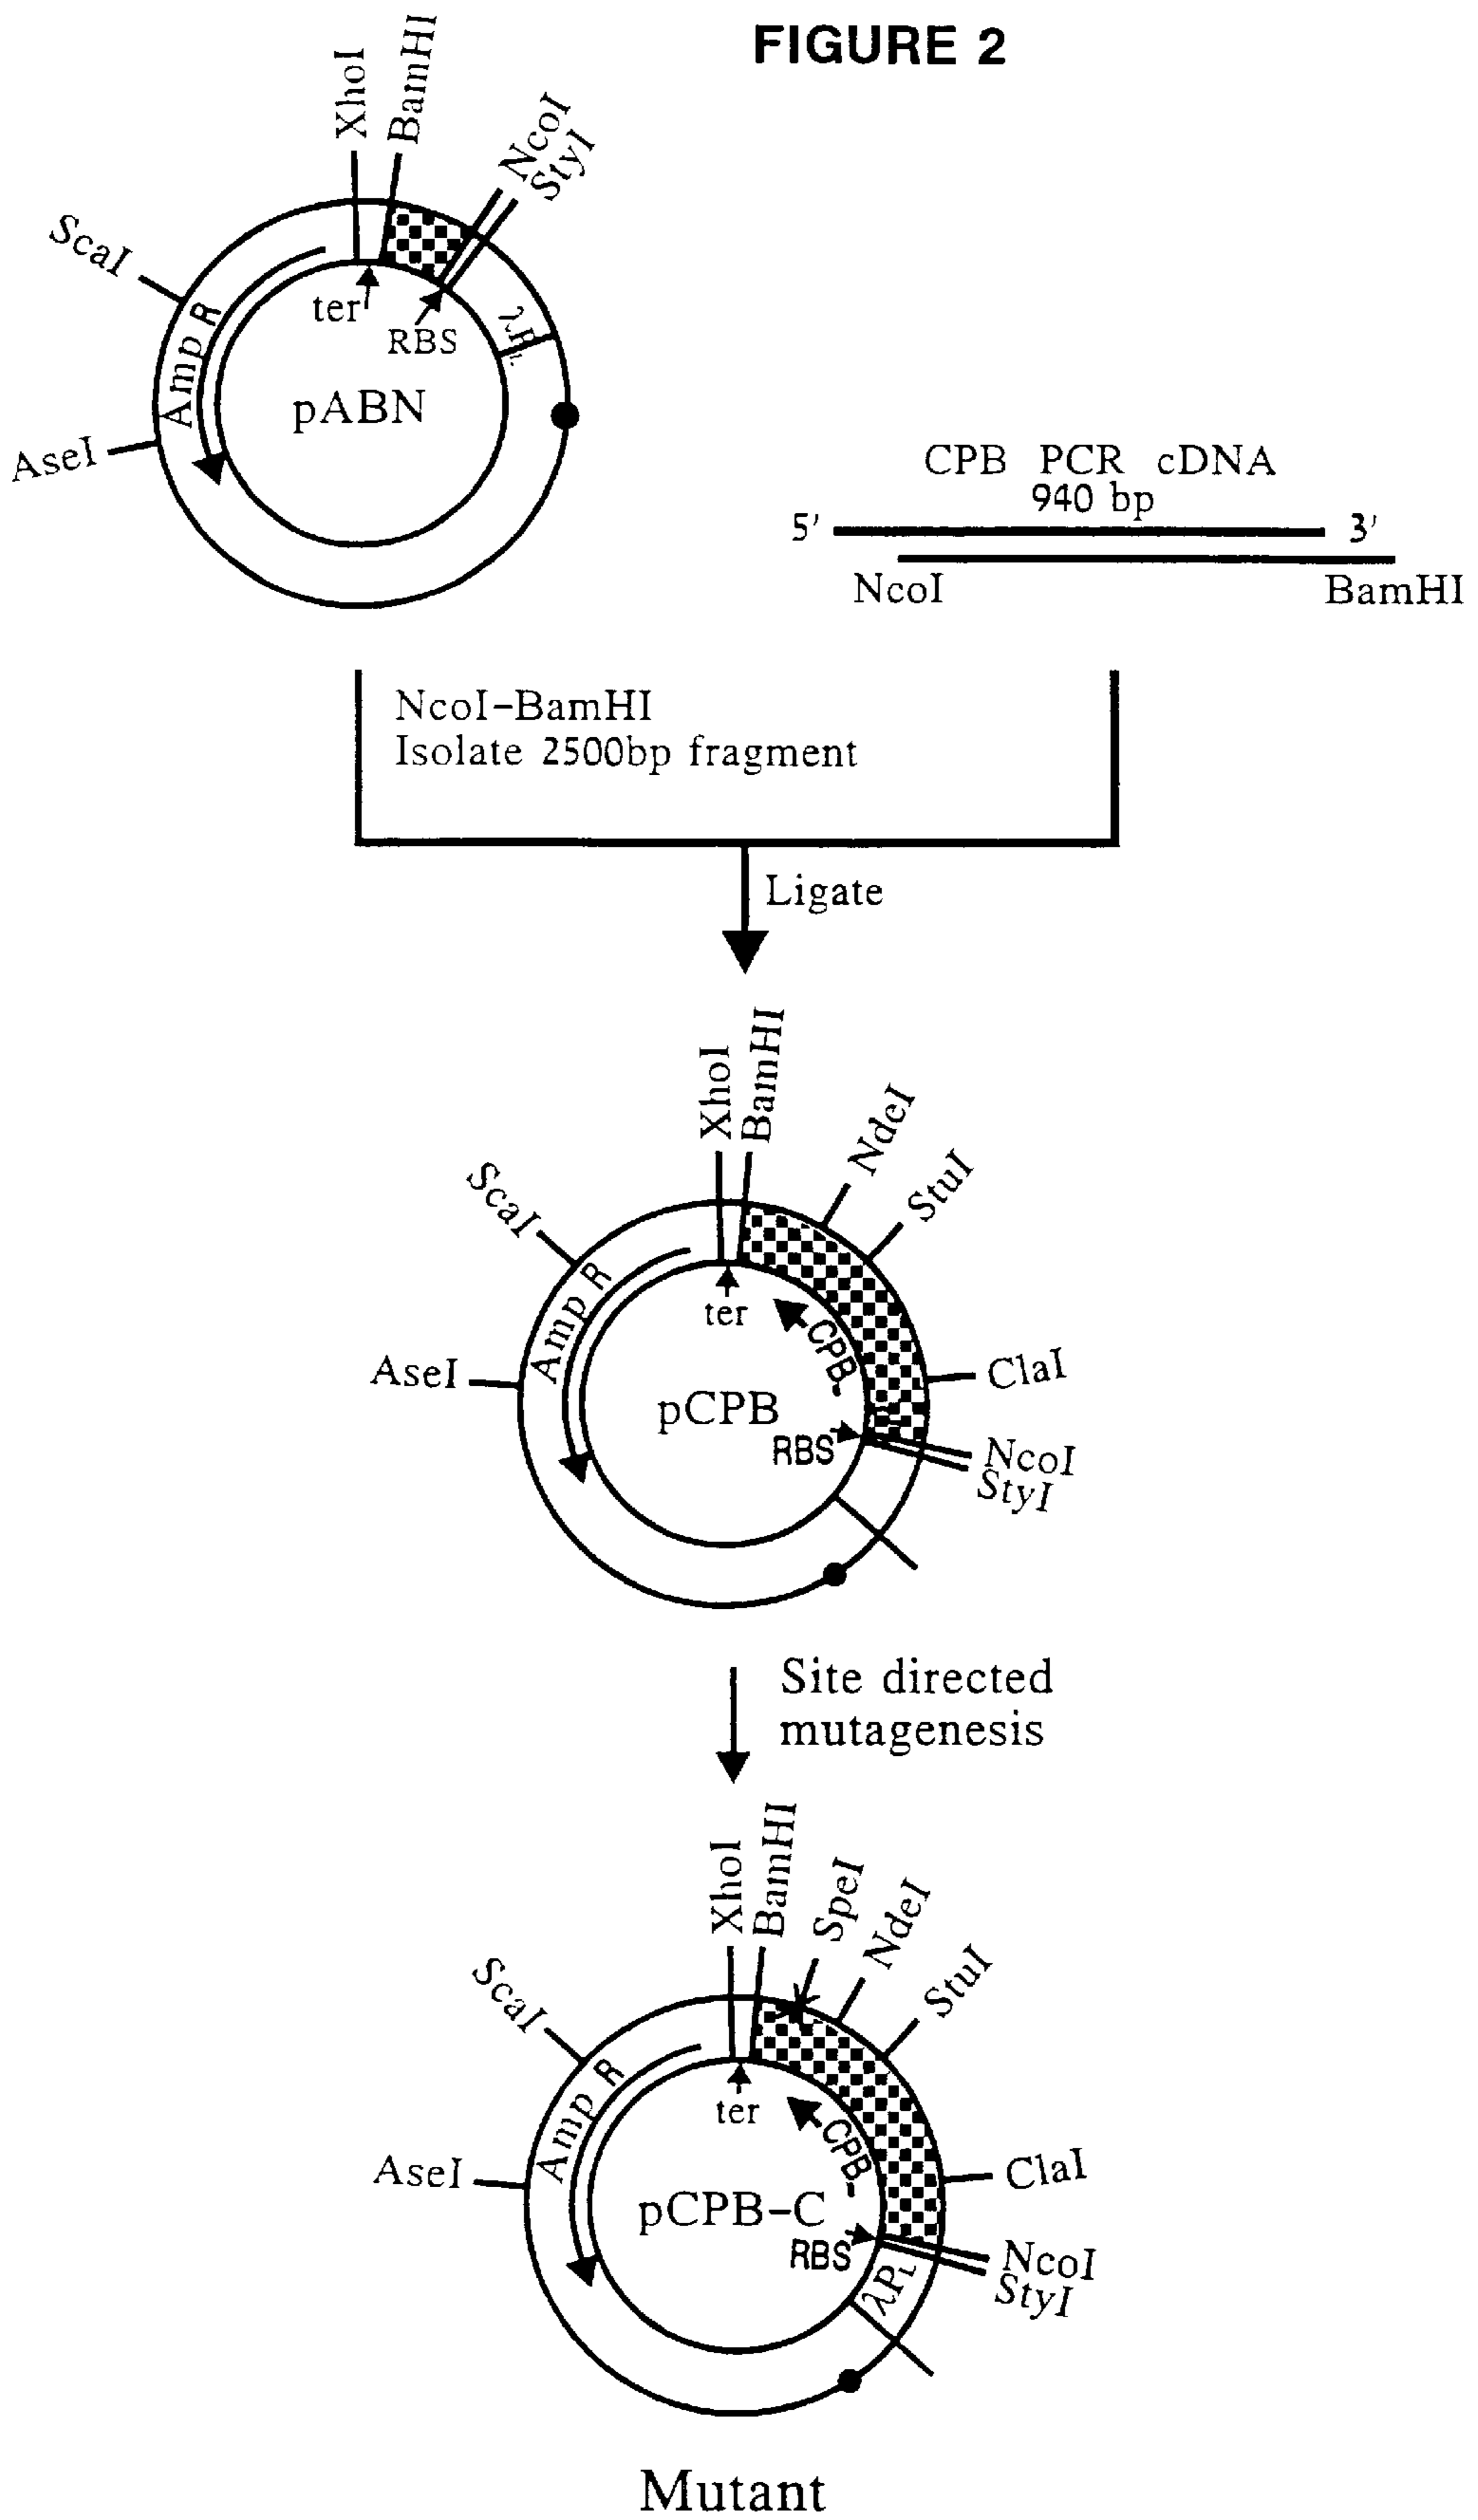 FIGURE 2
XhoI
BamHI
NcoI
StyI
ScaI
Amp R
ter
RBS
λPL
pABN
AseI
CPB PCR cDNA
940 bp
5' 3'
NcoI
BamHI
NcoI-BamHI
Isolate 2500bp fragment
Ligate
XhoI
BamHI
NdeI
StuI
ScaI
Amp R
ter
CPB
AseI
ClaI
pCPB
RBS
NcoI
StyI
Site directed
mutagenesis
XhoI
BamHI
SpeI
NdeI
StuI
ScaI
Amp R
ter
CPB
AseI
ClaI
pCPB-C
RBS
NcoI
StyI
λPL
Mutant